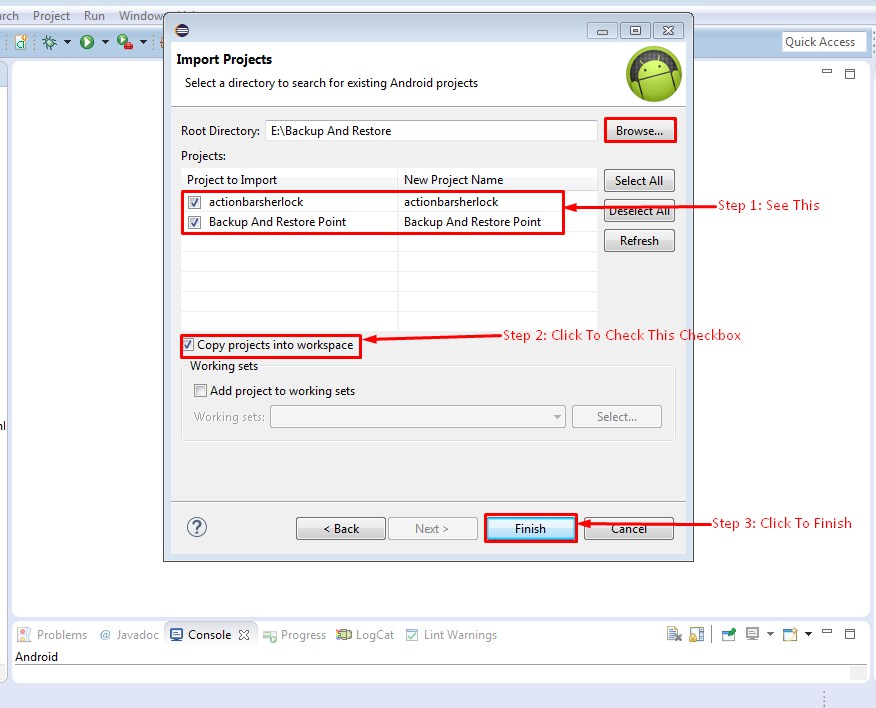 Project Run Window
Quick Access
Import Projects
Select a directory to search for existing Android projects
Root Directory: E:\Backup And Restore Browse...
Projects:
Project to Import New Project Name Select All
actionbarsherlock actionbarsherlock
Step 1: See This
Deselect All
Backup And Restore Point Backup And Restore Point
Refresh
Step 2: Click To Check This Checkbox
Copy projects into workspace
Working sets
Add project to working sets
Working sets: Select...
? < Back Next > Finish Cancel
Step 3: Click To Finish
Problems @ Javadoc Console Progress LogCat Lint Warnings
Android